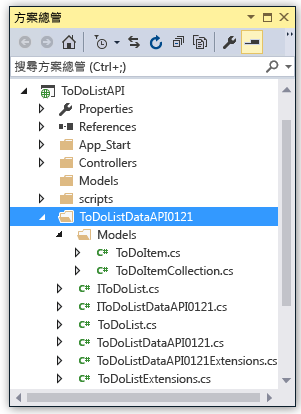 方案總管
搜尋方案總管 (Ctrl+;)
ToDoListAPI
Properties
References
App_Start
Controllers
Models
scripts
ToDoListDataAPI0121
Models
C# ToDoItem.cs
C# ToDoItemCollection.cs
C# IToDoList.cs
C# IToDoListDataAPI0121.cs
C# ToDoList.cs
C# ToDoListDataAPI0121.cs
C# ToDoListDataAPI0121Extensions.cs
C# ToDoListExtensions.cs